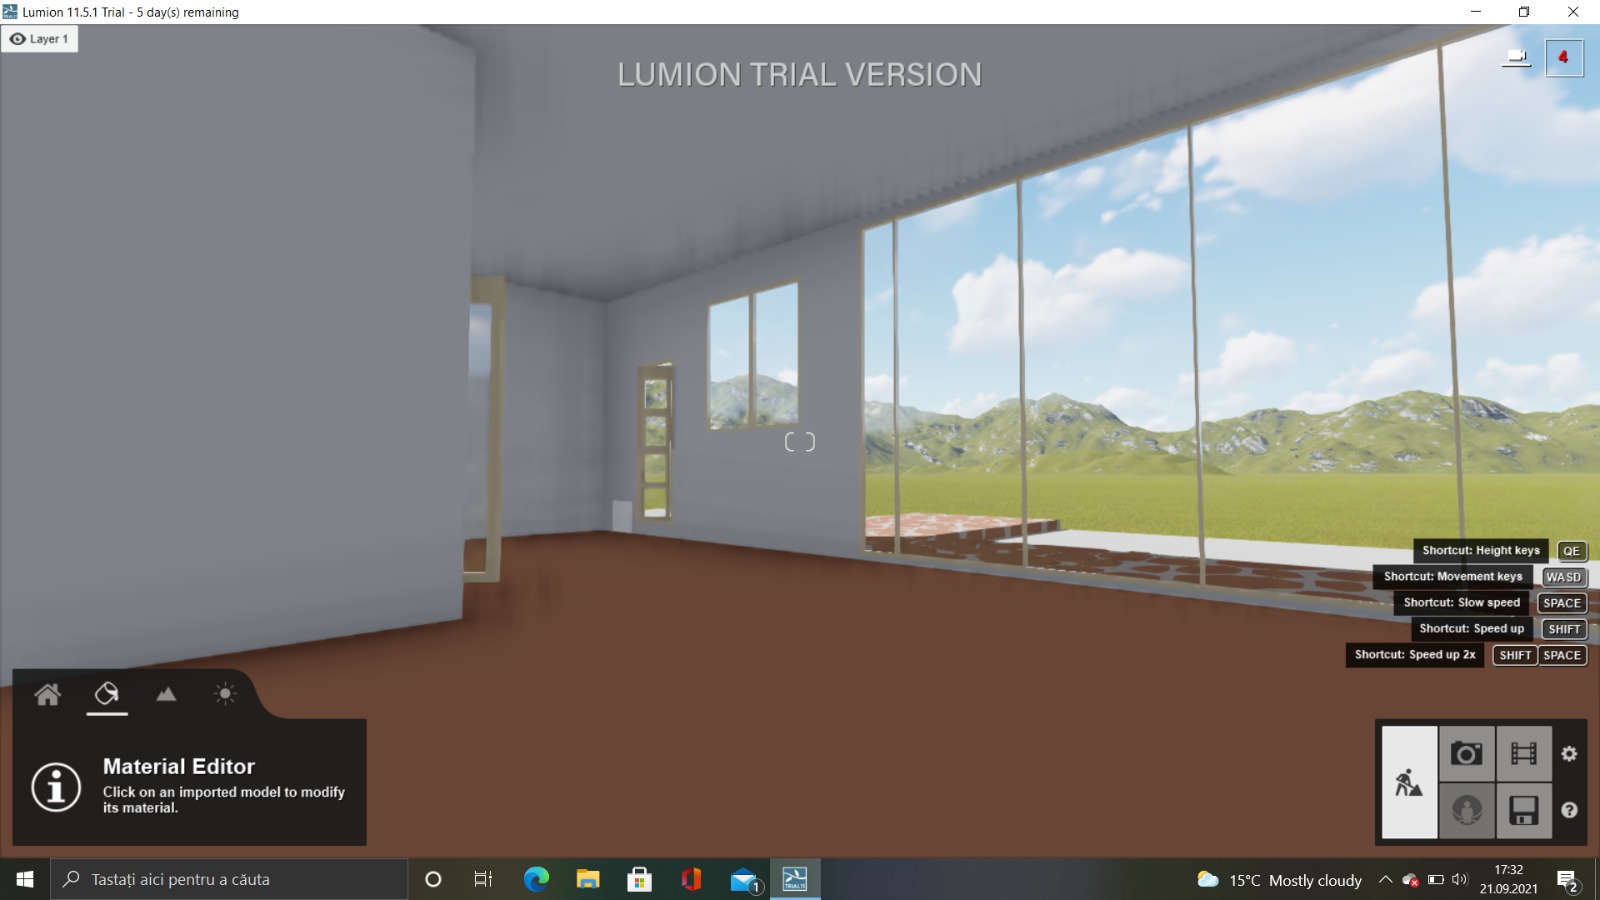 Lumion 11.5.1 Trial - 5 day(s) remaining
Layer 1
LUMION TRIAL VERSION
4
Shortcut: Height keys QE
Shortcut: Movement keys WASD
Shortcut: Slow speed SPACE
Shortcut: Speed up SHIFT
Shortcut: Speed up 2x SHIFT SPACE
Material Editor
Click on an imported model to modify
its material.
Tastați aici pentru a căuta
1
TRIAL 11
15°C Mostly cloudy
17:32
21.09.2021
2